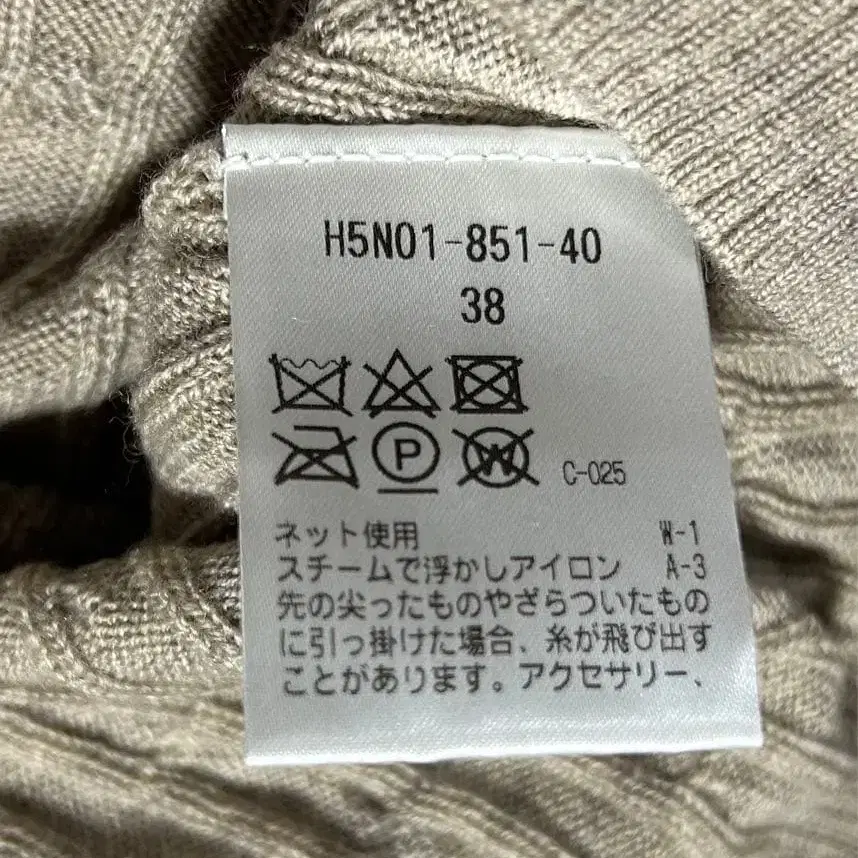 H5N01-851-40
38
P W C-025
ネット使用 W-1
スチームで浮かしアイロン A-3
先の尖ったものやざらついたもの
に引っ掛けた場合、糸が飛び出す
ことがあります。アクセサリー、